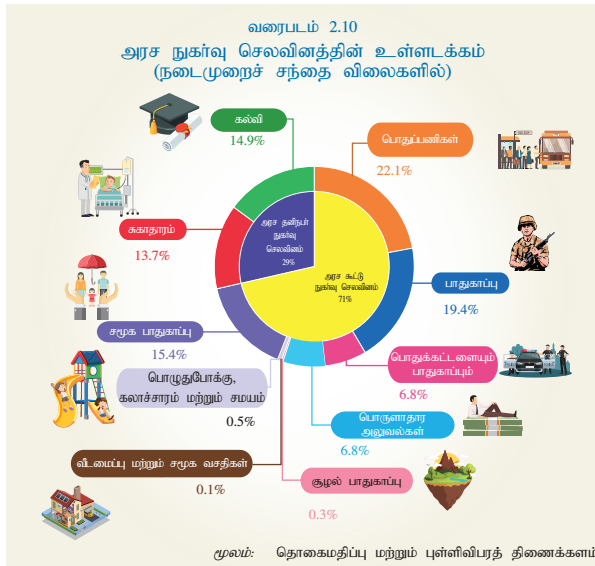 வரைபடம் 2.10
அரச நுகர்வு செலவினத்தின் உள்ளடக்கம்
(நடைமுறைச் சந்தை விலைகளில்)
கல்வி
14.9%
பொதுப்பணிகள்
22.1%
அரச தனிநபர்
நுகர்வு
செலவினம்
29%
சுகாதாரம்
13.7%
அரச கூட்டு
நுகர்வு செலவினம்
71%
பாதுகாப்பு
19.4%
சமூக பாதுகாப்பு
15.4%
பொதுக்கட்டளையும்
பாதுகாப்பும்
6.8%
பொழுதுபோக்கு,
கலாச்சாரம் மற்றும் சமயம்
0.5%
பொருளாதார
அலுவல்கள்
6.8%
வீடமைப்பு மற்றும் சமூக வசதிகள்
0.1%
சூழல் பாதுகாப்பு
0.3%
மூலம்: தொகைமதிப்பு மற்றும் புள்ளிவிபரத் திணைக்களம்